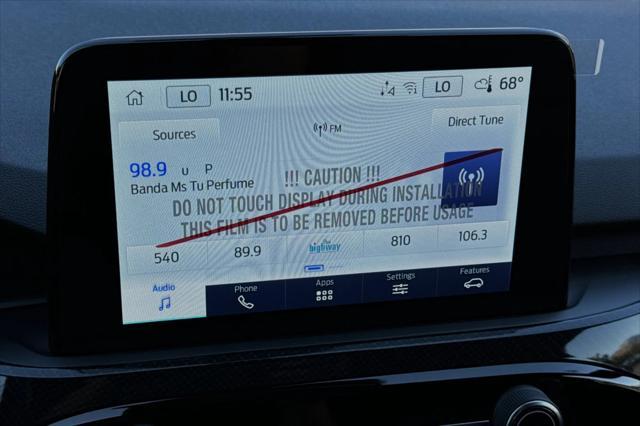 LO 11:55 LO 68°
Sources FM Direct Tune
98.9 U P
Banda Ms Tu Perfume
!!! CAUTION !!!
DO NOT TOUCH DISPLAY DURING INSTALLATION
THIS FILM IS TO BE REMOVED BEFORE USAGE
540 89.9 the highway 810 106.3
Audio Phone Apps Settings Features